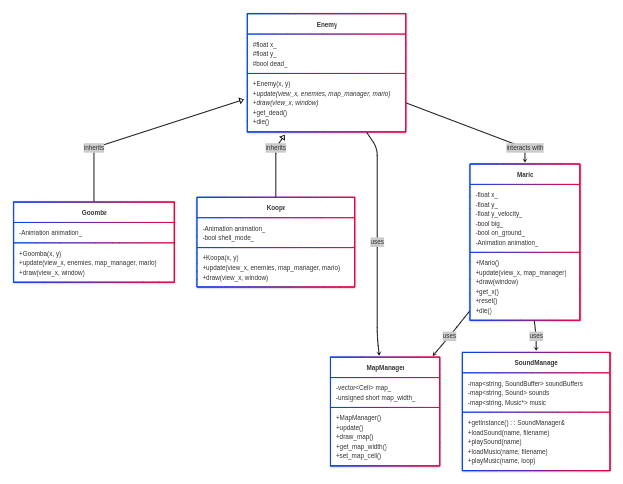 Enemy
#float x_
#float y_
#bool dead_
+Enemy(x, y)
+update(view_x, enemies, map_manager, mario)
+draw(view_x, window)
+get_dead()
+die()
inherits
inherits
interacts with
Mario
-float x_
-float y_
-float y_velocity_
-bool big_
-bool on_ground_
-Animation animation_
+Mario()
+update(view_x, map_manager)
+draw(window)
+get_x()
+reset()
+die()
Goomba
-Animation animation_
+Goomba(x, y)
+update(view_x, enemies, map_manager, mario)
+draw(view_x, window)
Koopa
-Animation animation_
-bool shell_mode_
+Koopa(x, y)
+update(view_x, enemies, map_manager, mario)
+draw(view_x, window)
uses
uses
uses
MapManager
-vector<Cell> map_
-unsigned short map_width_
+MapManager()
+update()
+draw_map()
+get_map_width()
+set_map_cell()
SoundManage
-map<string, SoundBuffer> soundBuffers
-map<string, Sound> sounds
-map<string, Music*> music
+getInstance() : : SoundManager&
+loadSound(name, filename)
+playSound(name)
+loadMusic(name, filename)
+playMusic(name, loop)